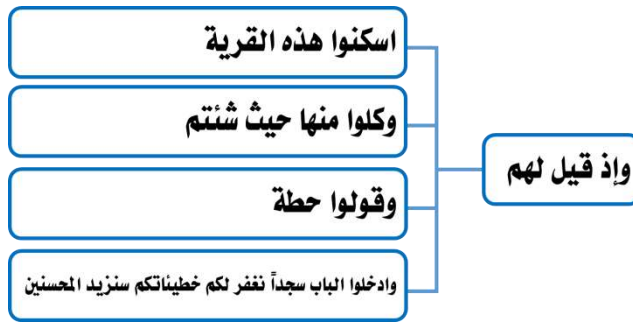 وإذ قيل لهم
اسكنوا هذه القرية
وكلوا منها حيث شئتم
وقولوا حطة
وادخلوا الباب سجداً نغفر لكم خطيئاتكم سنزيد المحسنين